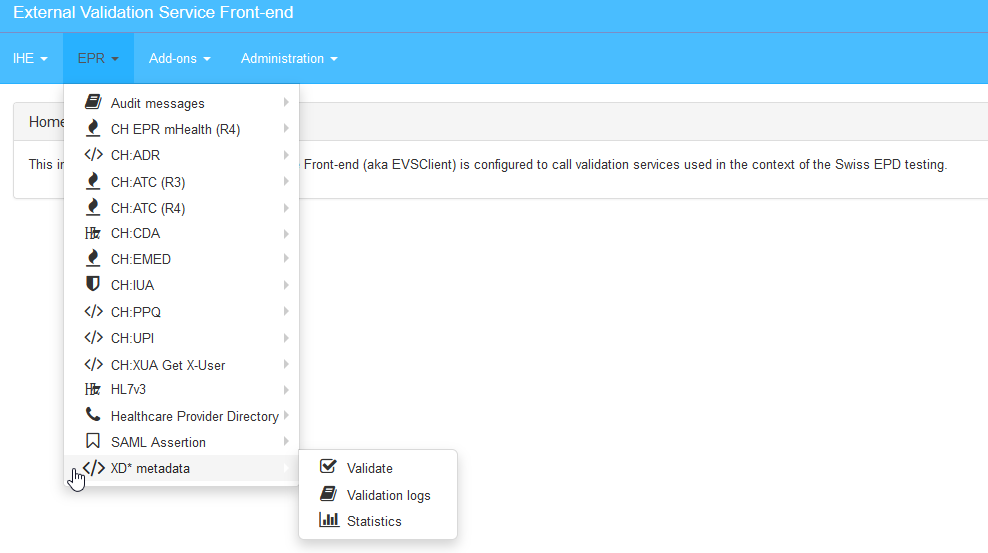 External Validation Service Front-end
IHE EPR Add-ons Administration
Home
This in Front-end (aka EVSClient) is configured to call validation services used in the context of the Swiss EPD testing.
Audit messages
CH EPR mHealth (R4)
CH:ADR
CH:ATC (R3)
CH:ATC (R4)
CH:CDA
CH:EMED
CH:IUA
CH:PPQ
CH:UPI
CH:XUA Get X-User
HL7v3
Healthcare Provider Directory
SAML Assertion
XD* metadata
Validate
Validation logs
Statistics